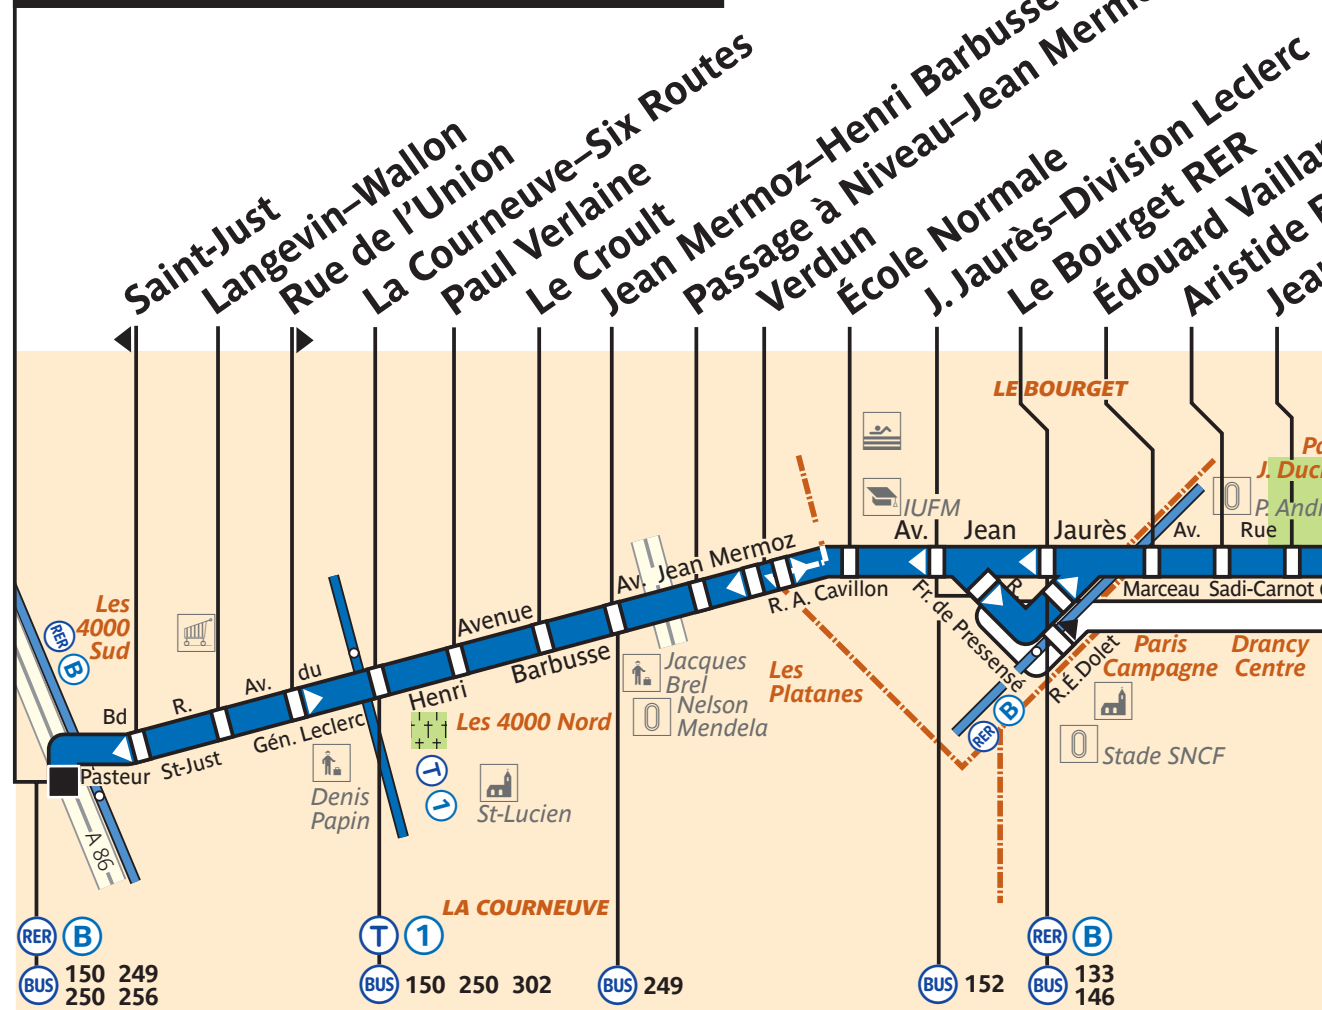 Saint-Just
Langevin–Wallon
Rue de l'Union
La Courneuve–Six Routes
Paul Verlaine
Le Croult
Jean Mermoz–Henri Barbusse
Passage à Niveau–Jean
Verdun
École Normale
J. Jaurès–Division Leclerc
Le Bourget RER
Édouard
Aristide
LE BOURGET
IUFM
P.
J.
Av. Jean Jaurès Av. Rue
Av. Jean Mermoz
R. A. Cavillon
Fr. de Pressensé
R.
R.E.Dolet
Marceau Sadi-Carnot
Paris
Campagne
Drancy
Centre
Les
4000
Sud
RER B
Avenue
Barbusse
Henri
Jacques
Brel
Nelson
Mendela
Les
Platanes
RER B
Stade SNCF
Bd
R.
Av. du
Gén. Leclerc
Pasteur St-Just
Les 4000 Nord
T 1
Denis
Papin
St-Lucien
A 86
LA COURNEUVE
RER B
BUS 150 249
250 256
T 1
BUS 150 250 302
BUS 249
BUS 152
RER B
BUS 133
146